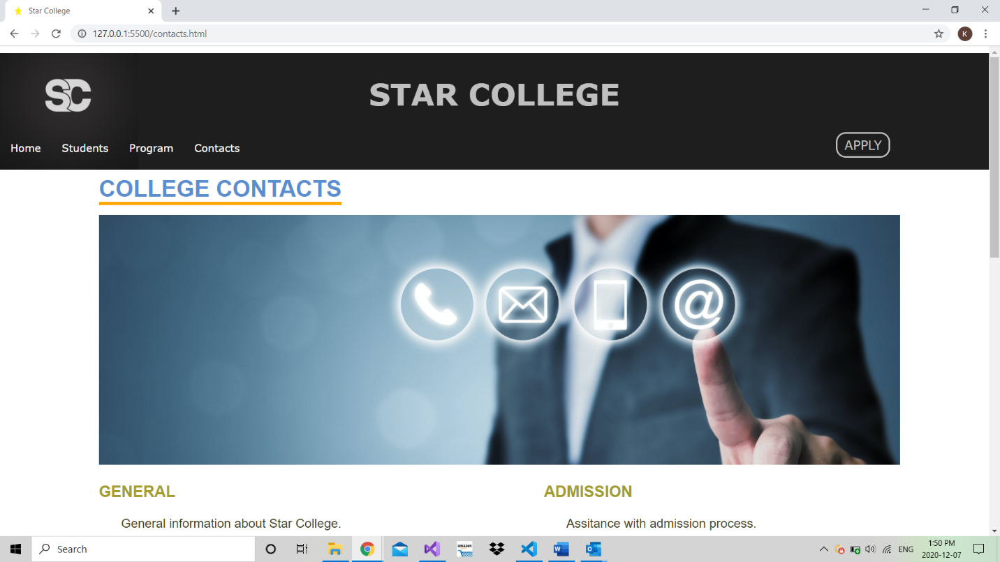 Star College
127.0.0.1:5500/contacts.html
K
SC
STAR COLLEGE
Home Students Program Contacts
APPLY
COLLEGE CONTACTS
@
GENERAL
ADMISSION
General information about Star College.
Assitance with admission process.
Search
amazon
W
ENG
1:50 PM
2020-12-07